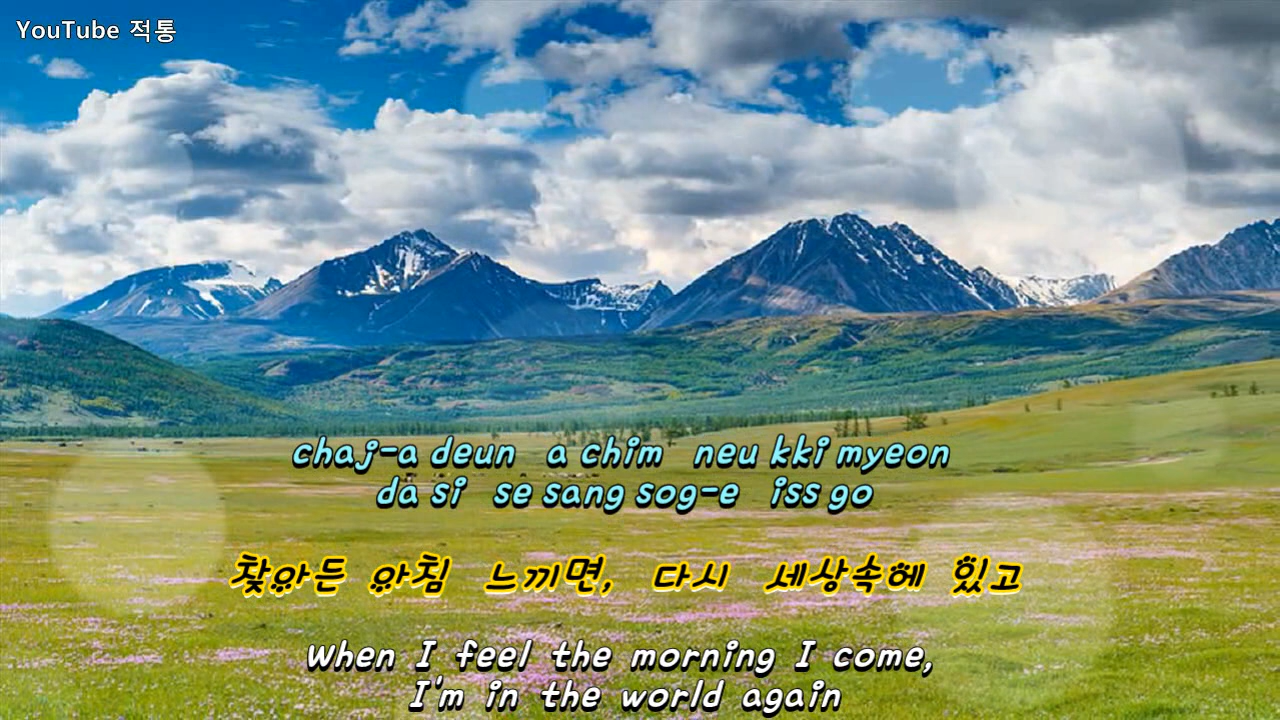 YouTube 적통
chaj-a deun a chim neu kki myeon
da si se sang sog-e iss go
찾아든 아침 느끼면, 다시 세상속에 있고
When I feel the morning I come,
I'm in the world again